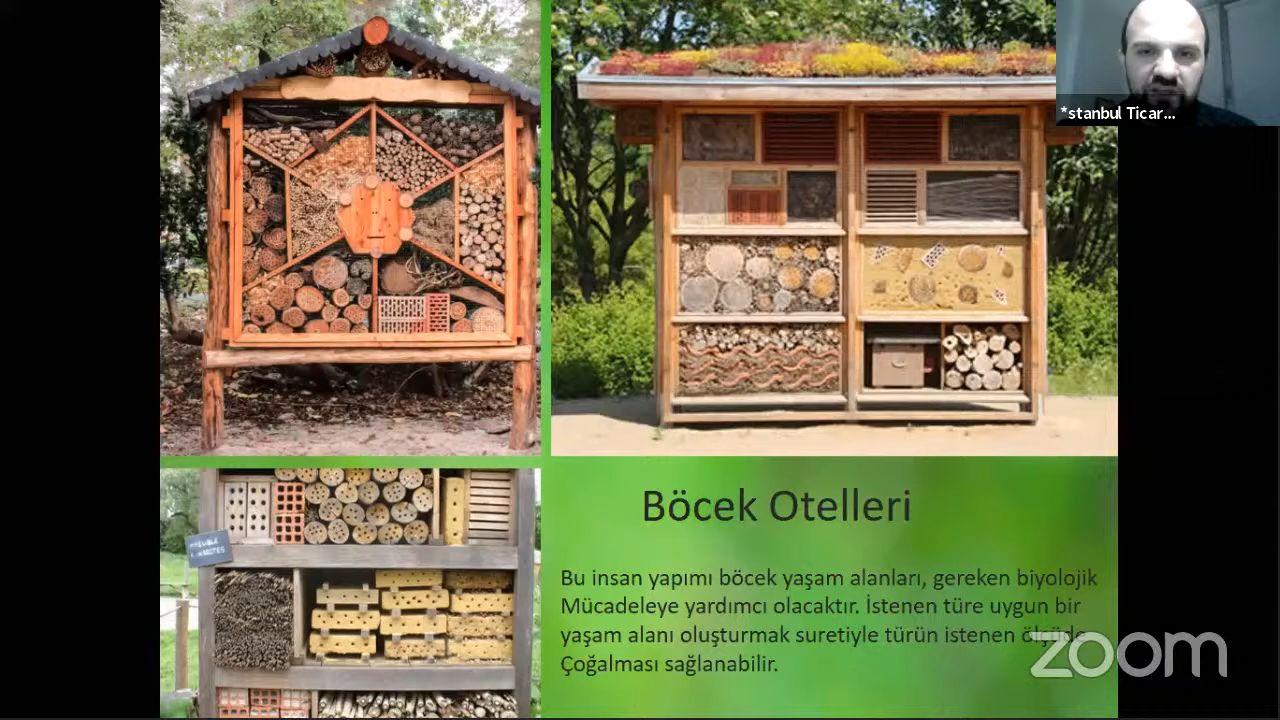 *stanbul Ticar...
Böcek Otelleri
Bu insan yapımı böcek yaşam alanları, gereken biyolojik
Mücadeleye yardımcı olacaktır. İstenen türe uygun bir
yaşam alanı oluşturmak suretiyle türün istenen ölçüde
Çoğalması sağlanabilir.
zoom